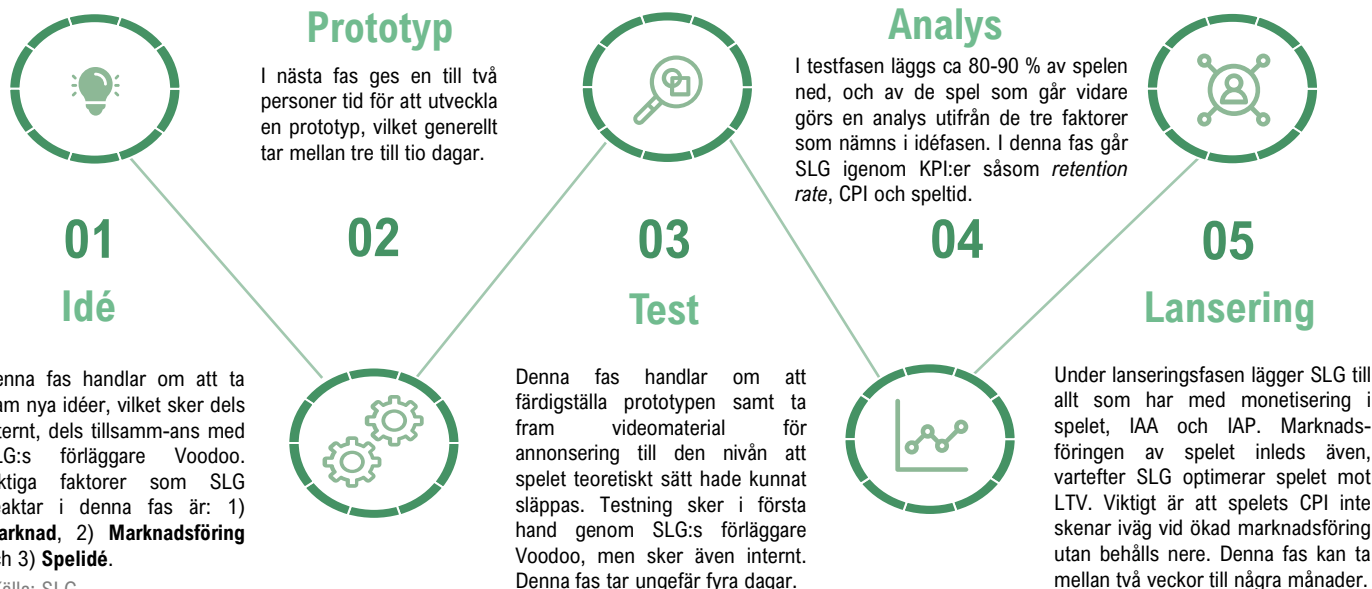 01
Idé
enna fas handlar om att ta
am nya idéer, vilket sker dels
ternt, dels tillsamm-ans med
LG:s förläggare Voodoo.
ktiga faktorer som SLG
eaktar i denna fas är: 1)
arknad, 2) Marknadsföring
ch 3) Spelidé.
Källa: SLG
Prototyp
I nästa fas ges en till två
personer tid för att utveckla
en prototyp, vilket generellt
tar mellan tre till tio dagar.
02
03
Test
Denna fas handlar om att
färdigställa prototypen samt ta
fram videomaterial för
annonsering till den nivån att
spelet teoretiskt sätt hade kunnat
släppas. Testning sker i första
hand genom SLG:s förläggare
Voodoo, men sker även internt.
Denna fas tar ungefär fyra dagar.
Analys
I testfasen läggs ca 80-90 % av spelen
ned, och av de spel som går vidare
görs en analys utifrån de tre faktorer
som nämns i idéfasen. I denna fas går
SLG igenom KPI:er såsom retention
rate, CPI och speltid.
04
05
Lansering
Under lanseringsfasen lägger SLG till
allt som har med monetisering i
spelet, IAA och IAP. Marknads-
föringen av spelet inleds även,
vartefter SLG optimerar spelet mot
LTV. Viktigt är att spelets CPI inte
skenar iväg vid ökad marknadsföring
utan behålls nere. Denna fas kan ta
mellan två veckor till några månader.